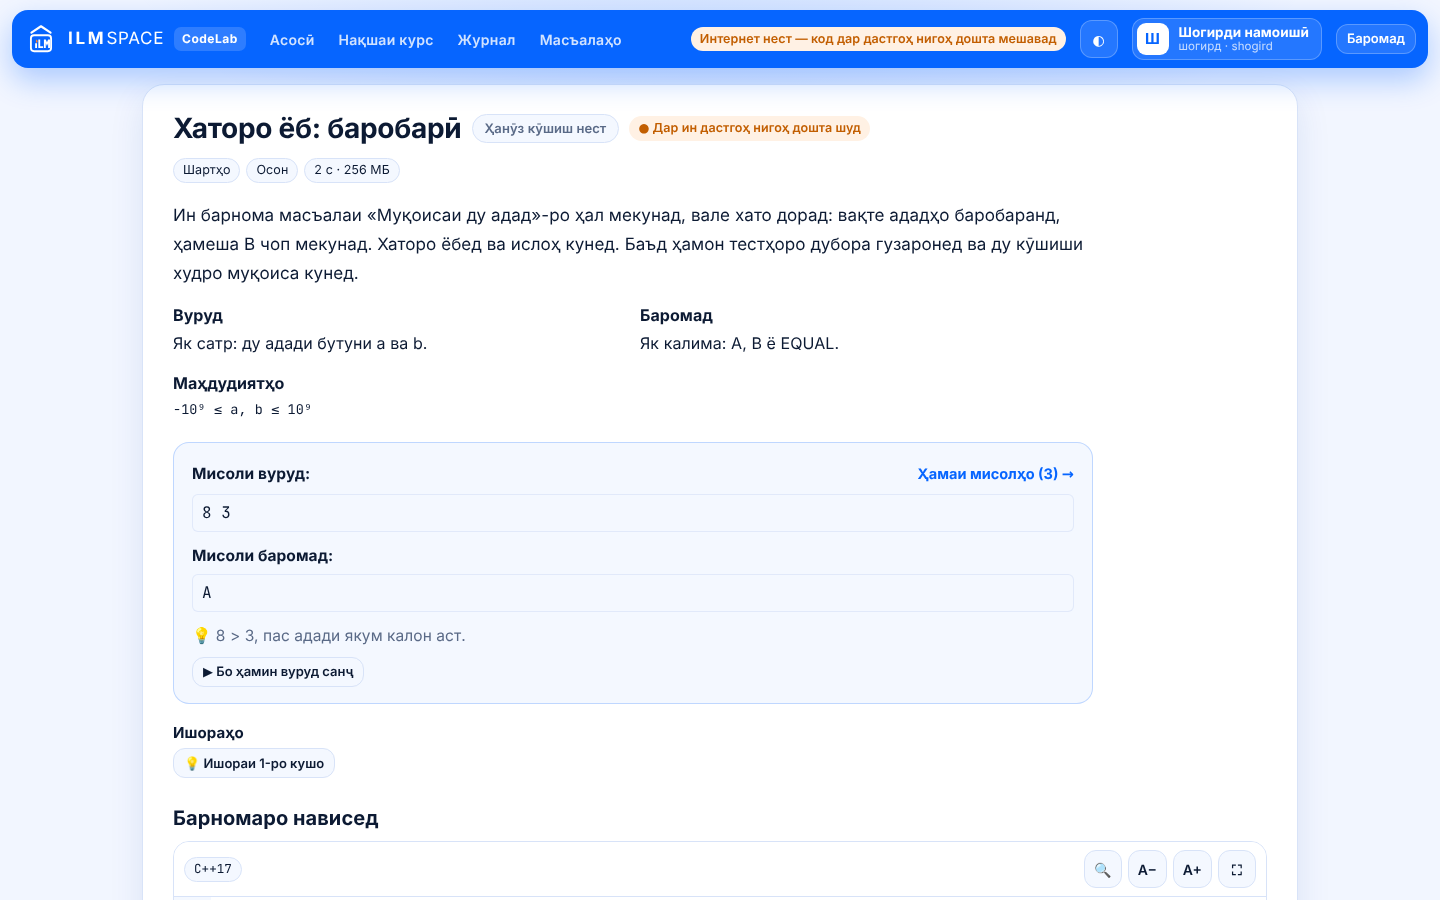 iLM ILMSPACE CodeLab Асосӣ Нақшаи курс Журнал Масъалаҳо Интернет нест — код дар дастгоҳ нигоҳ дошта мешавад Ш Шогирди намоишӣ Баромад
шогирд · shogird
Хаторо ёб: баробарӣ Ҳанӯз кӯшиш нест Дар ин дастгоҳ нигоҳ дошта шуд
Шартҳо Осон 2 с · 256 МБ
Ин барнома масъалаи «Муқоисаи ду адад»-ро ҳал мекунад, вале хато дорад: вақте ададҳо баробаранд,
ҳамеша B чоп мекунад. Хаторо ёбед ва ислоҳ кунед. Баъд ҳамон тестҳоро дубора гузаронед ва ду кӯшиши
худро муқоиса кунед.
Вуруд Баромад
Як сатр: ду адади бутуни a ва b. Як калима: A, B ё EQUAL.
Маҳдудиятҳо
-10⁹ ≤ a, b ≤ 10⁹
Мисоли вуруд: Ҳамаи мисолҳо (3) →
8 3
Мисоли баромад:
A
💡 8 > 3, пас адади якум калон аст.
▶ Бо ҳамин вуруд санҷ
Ишораҳо
💡 Ишораи 1-ро кушо
Барномаро нависед
C++17 🔍 A− A+ ⛶